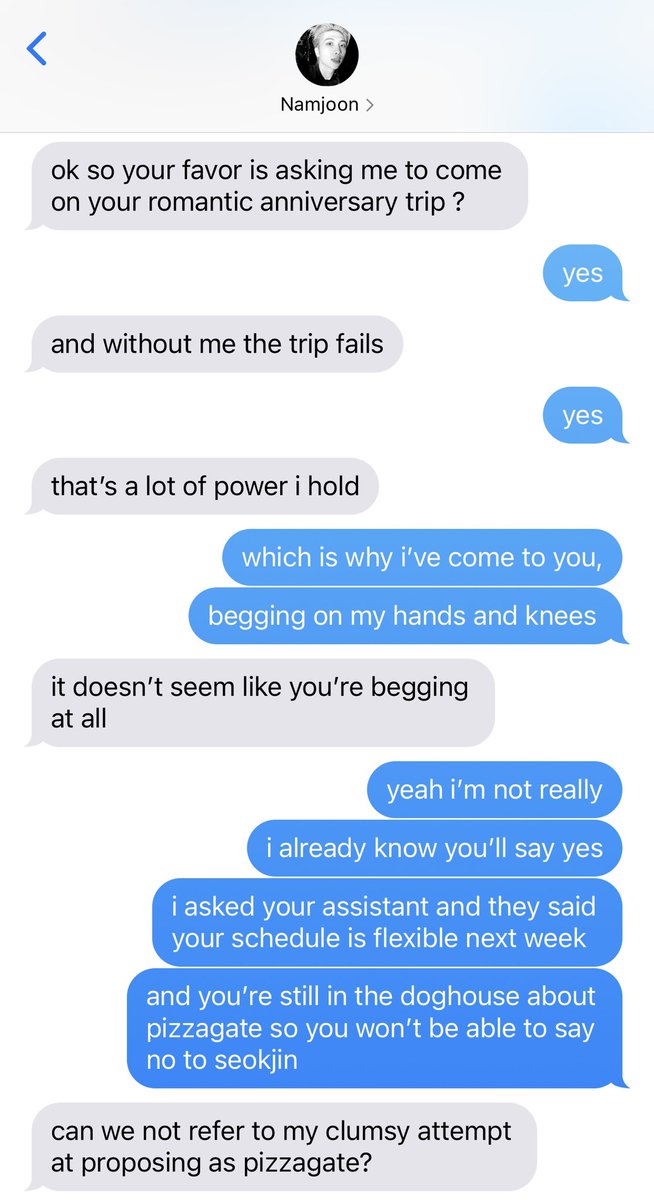 Namjoon
ok so your favor is asking me to come
on your romantic anniversary trip ?
yes
and without me the trip fails
yes
that’s a lot of power i hold
which is why i’ve come to you,
begging on my hands and knees
it doesn’t seem like you’re begging
at all
yeah i’m not really
i already know you’ll say yes
i asked your assistant and they said
your schedule is flexible next week
and you’re still in the doghouse about
pizzagate so you won’t be able to say
no to seokjin
can we not refer to my clumsy attempt
at proposing as pizzagate?